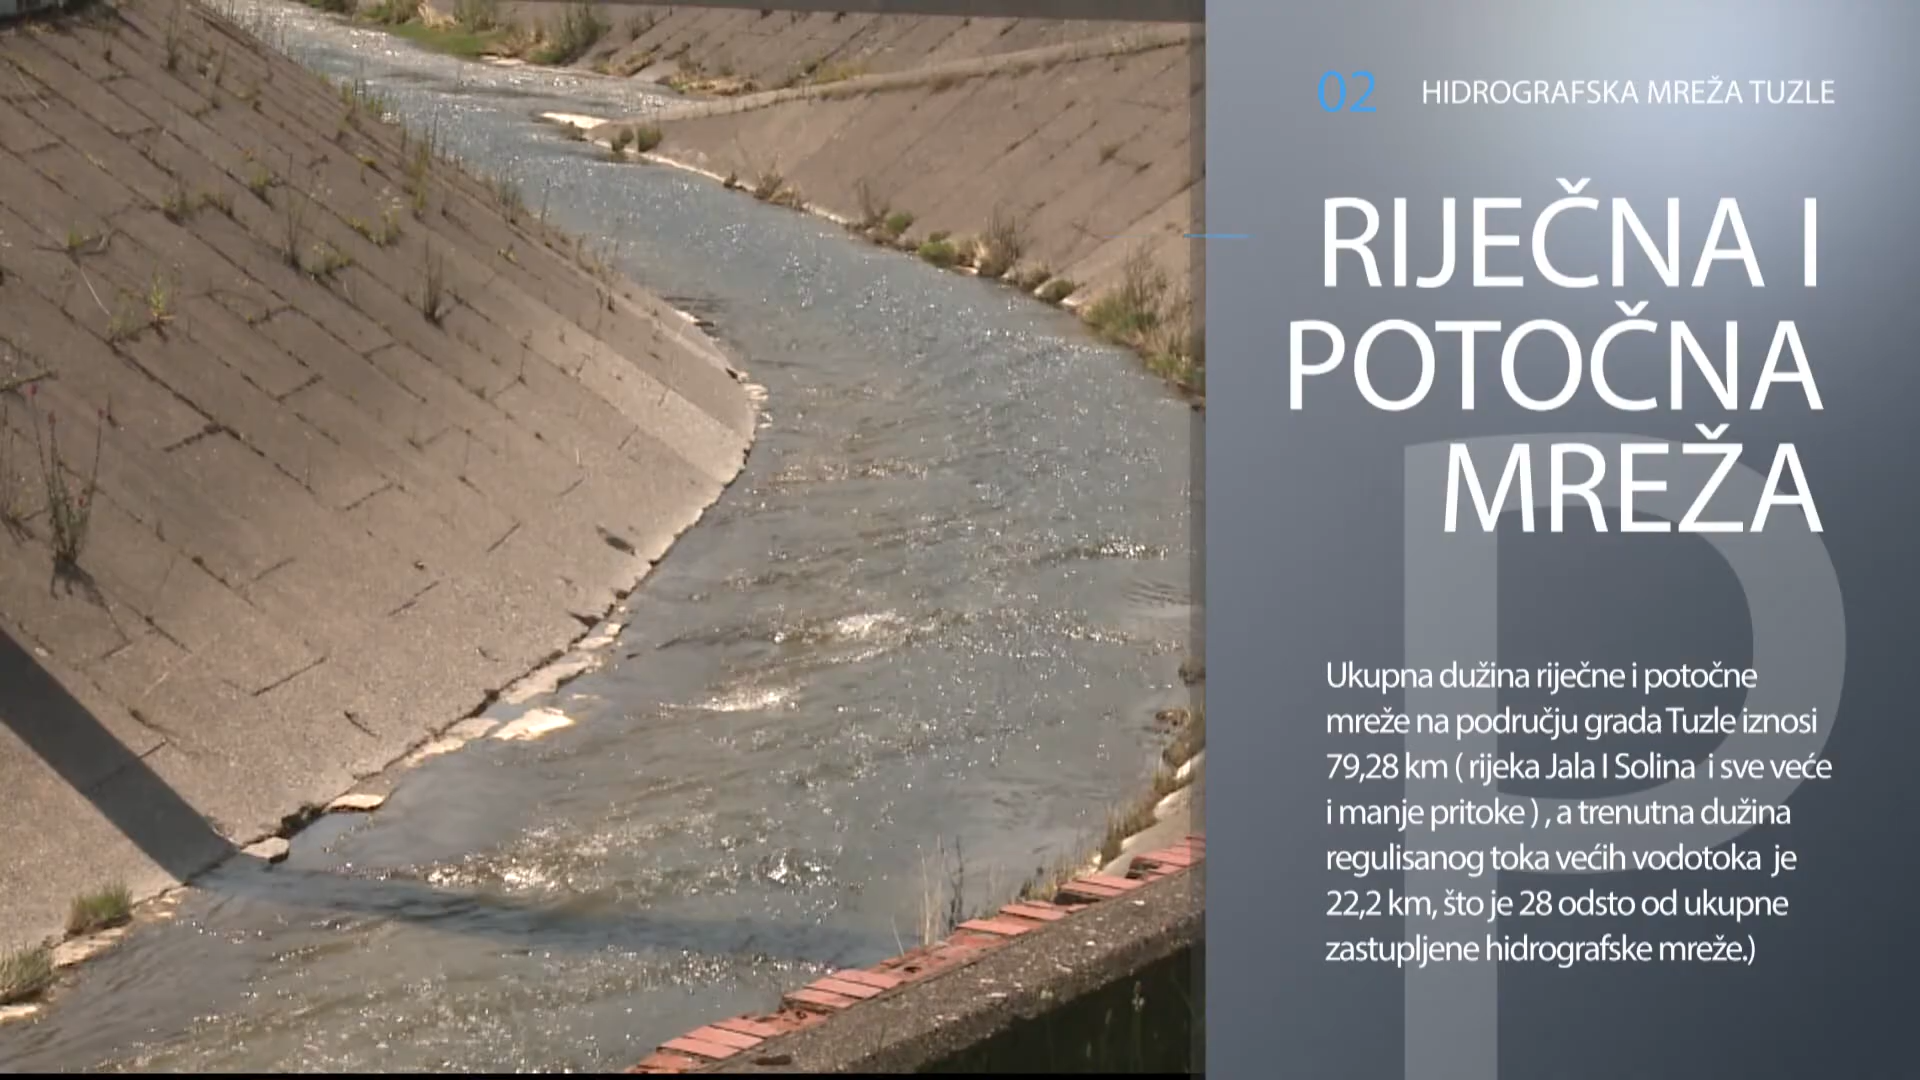 02 HIDROGRAFSKA MREŽA TUZLE
RIJEČNA I
POTOČNA
MREŽA
Ukupna dužina riječne i potočne
mreže na području grada Tuzle iznosi
79,28 km ( rijeka Jala I Solina  i sve veće
i manje pritoke ) , a trenutna dužina
regulisanog toka većih vodotoka  je
22,2 km, što je 28 odsto od ukupne
zastupljene hidrografske mreže.)
P